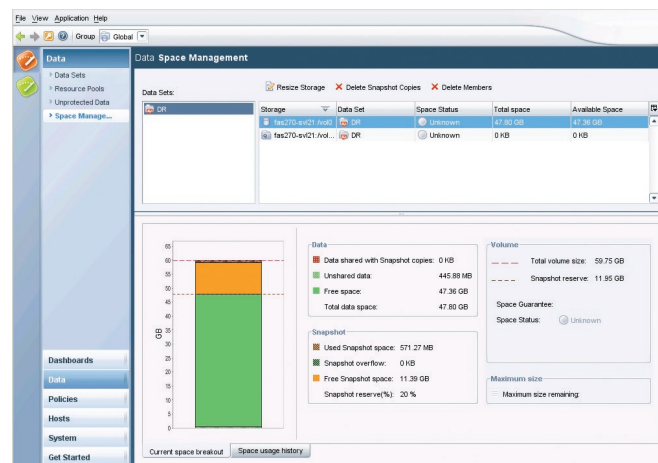 File View Application Help
Group Global
Data
Data Sets
Resource Pools
Unprotected Data
Space Manage...
Dashboards
Data
Policies
Hosts
System
Get Started
Data Space Management
Data Sets:
DR
Resize Storage Delete Snapshot Copies Delete Members
Storage Data Set Space Status Total space Available Space
fas270-svl21:/vol0 DR Unknown 47.80 GB 47.36 GB
fas270-svl21:/vol... DR Unknown 0 KB 0 KB
GB
65
60
55
50
45
40
35
30
25
20
15
10
5
0
Data
Data shared with Snapshot copies: 0 KB
Unshared data: 445.88 MB
Free space: 47.36 GB
Total data space: 47.80 GB
Snapshot
Used Snapshot space: 571.27 MB
Snapshot overflow: 0 KB
Free Snapshot space: 11.39 GB
Snapshot reserve(%): 20 %
Volume
Total volume size: 59.75 GB
Snapshot reserve: 11.95 GB
Space Guarantee:
Space Status: Unknown
Maximum size
Maximum size remaining:
Current space breakout Space usage history